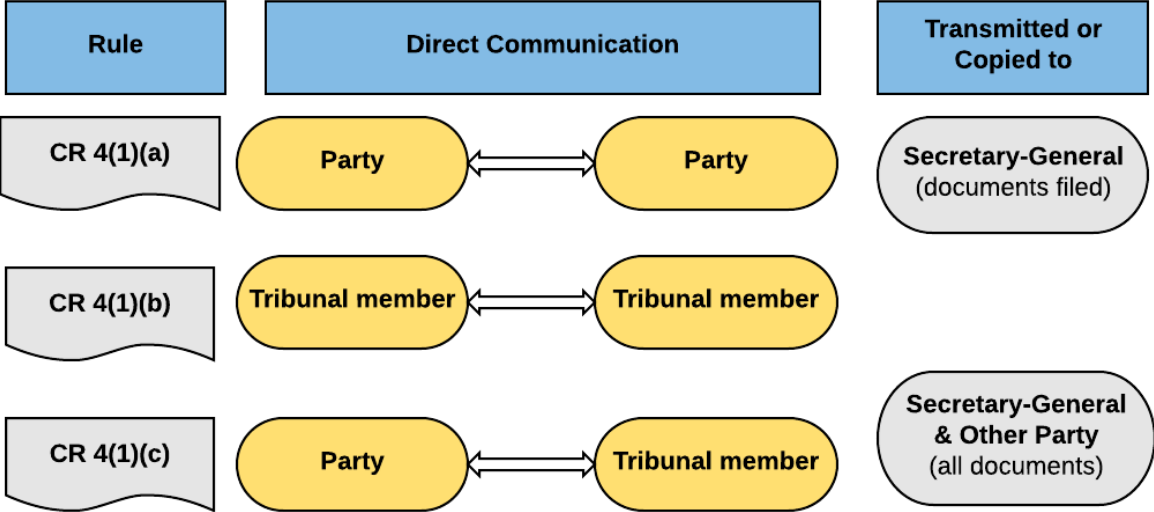 Rule
Direct Communication
Transmitted or
Copied to
CR 4(1)(a)
Party
Party
Secretary-General
(documents filed)
CR 4(1)(b)
Tribunal member
Tribunal member
CR 4(1)(c)
Party
Tribunal member
Secretary-General
& Other Party
(all documents)